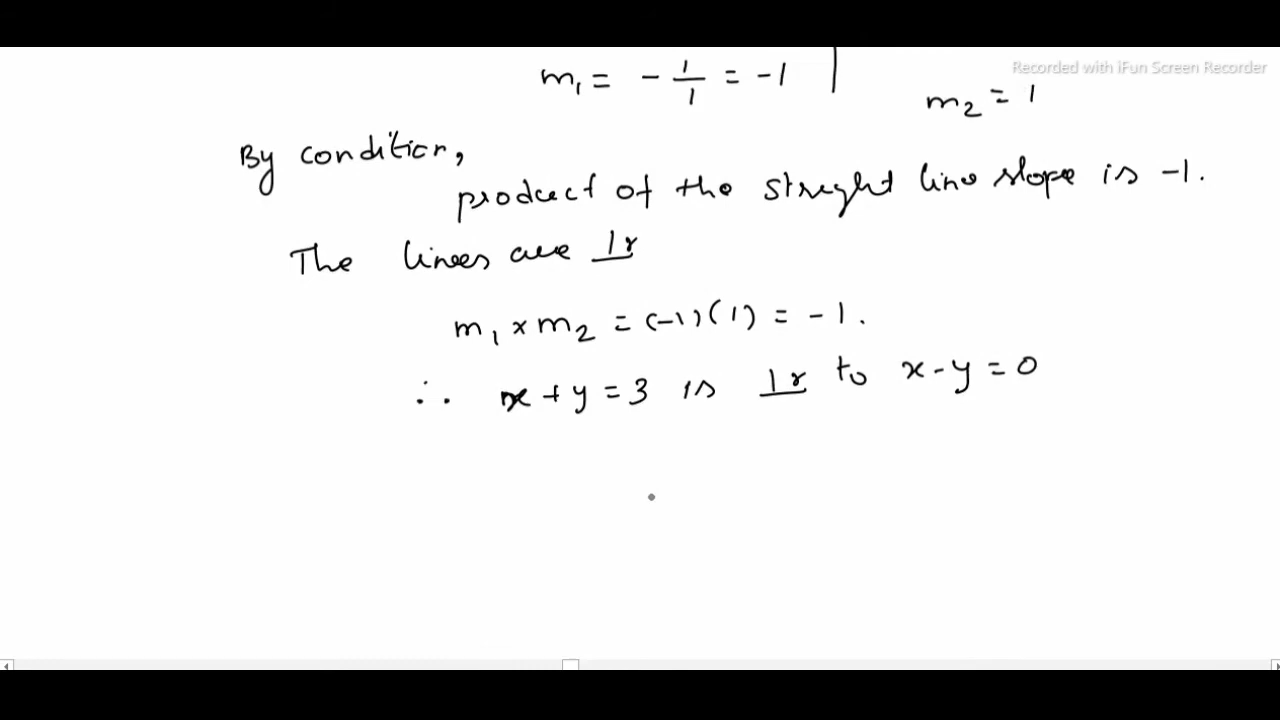 Recorded with iFun Screen Recorder
m₁ = - 1/1 = -1
m₂ = 1
By condition,
product of the streght line slope is -1.
The lines are ⊥r
m₁ × m₂ = (-1)(1) = -1.
∴ x + y = 3 is ⊥r to x - y = 0